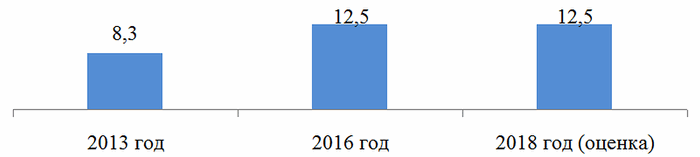 8,3 12,5 12,5
2013 год 2016 год 2018 год (оценка)